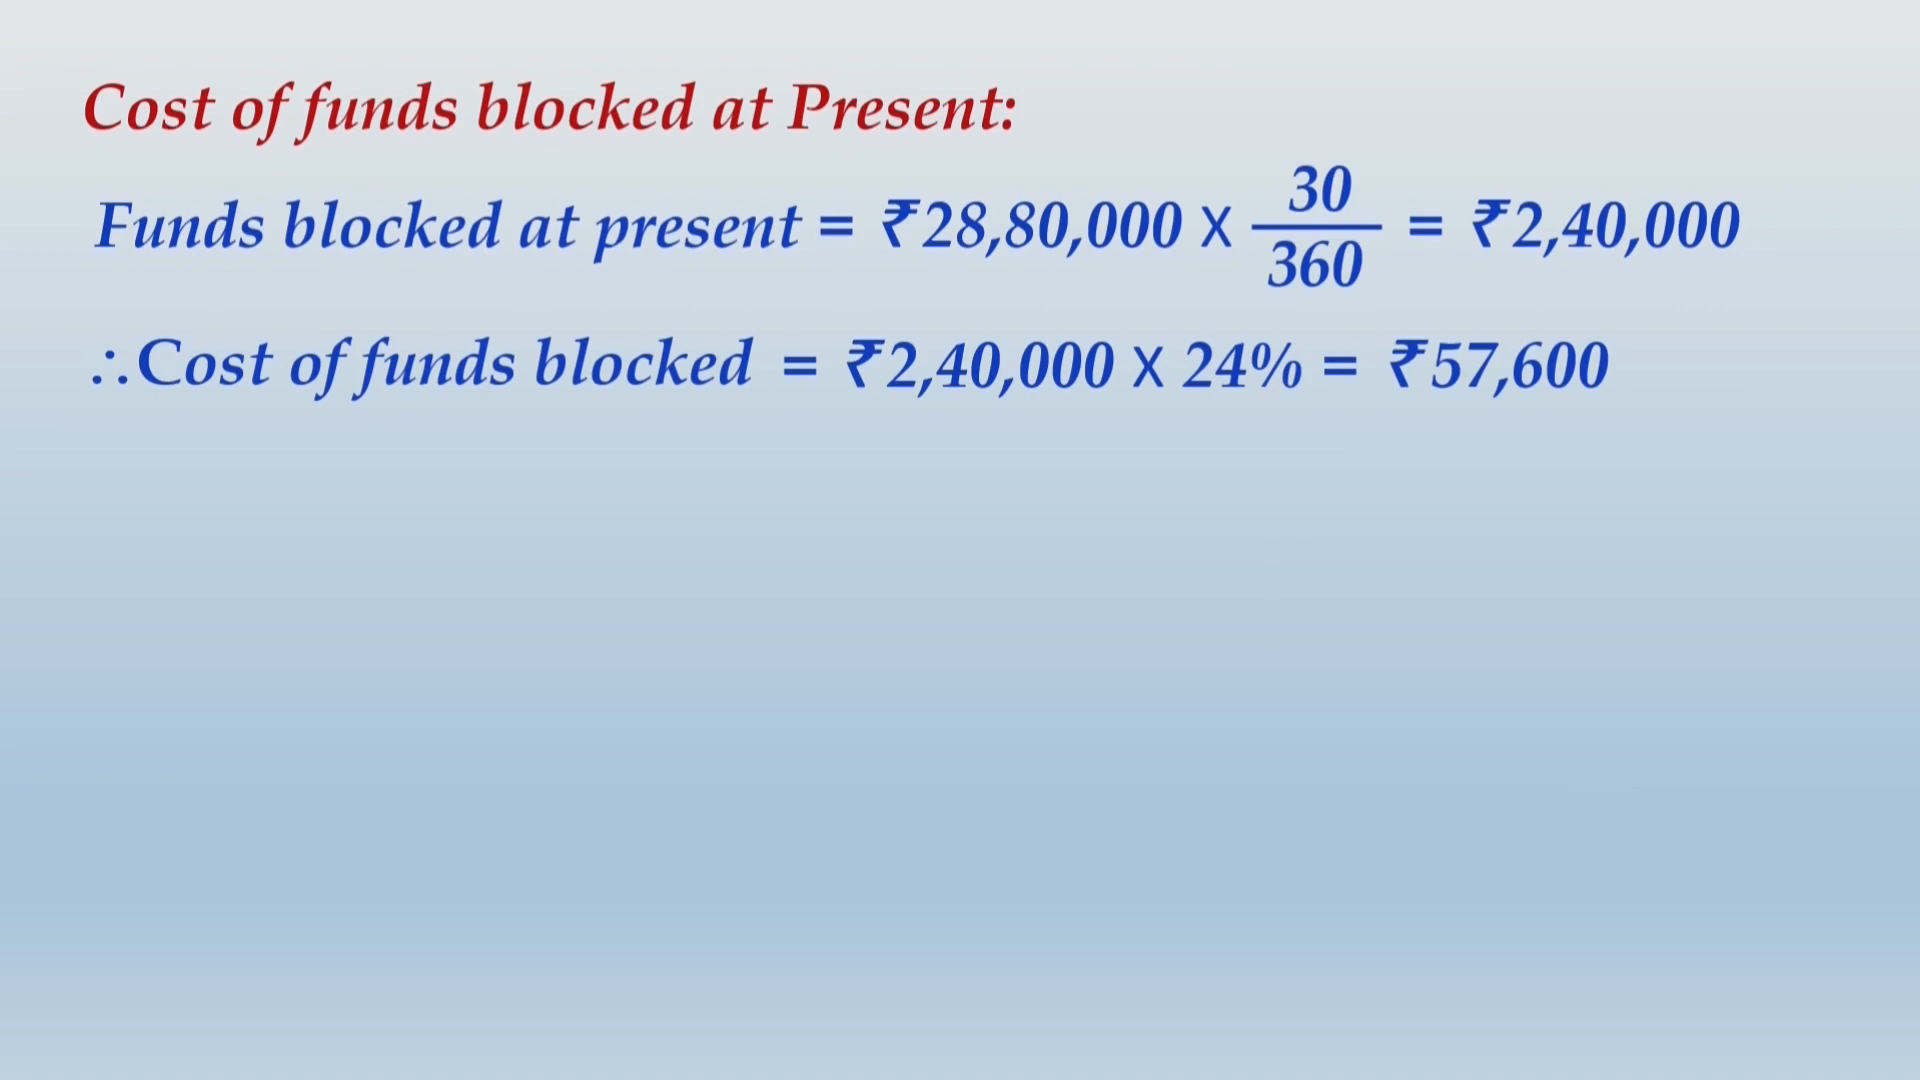 Cost of funds blocked at Present:
Funds blocked at present = ₹28,80,000 X 30/360 = ₹2,40,000
∴Cost of funds blocked = ₹2,40,000 X 24% = ₹57,600